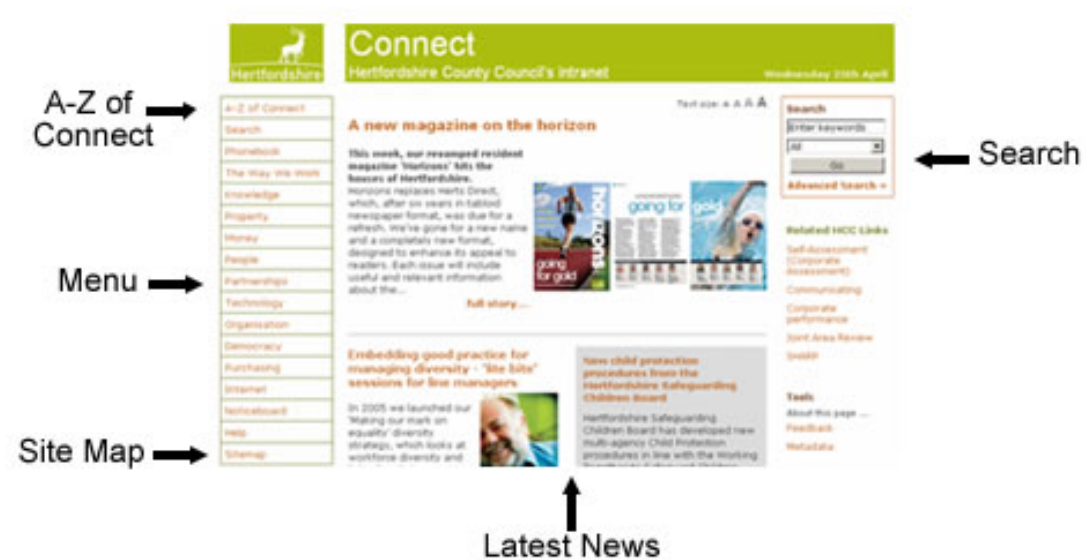 Hertfordshire
Connect
Hertfordshire County Council's intranet
Wednesday 25th April
A-Z of
Connect
Menu
Site Map
A-Z of Connect
Search
Phonebook
The Way We Work
Knowledge
Property
Money
People
Partnerships
Technology
Organisation
Democracy
Purchasing
Internet
Noticeboard
Help
Sitemap
Text size: A A A A
A new magazine on the horizon
This week, our revamped resident
magazine 'Horizons' hits the
houses of Hertfordshire.
Horizons replaces Herts Direct,
which, after six years in tabloid
newspaper format, was due for a
refresh. We've gone for a new name
and a completely new format,
designed to enhance its appeal to
readers. Each issue will include
useful and relevant information
about the...
full story...
horizons
going
for gold
going for
gold
Embedding good practice for
managing diversity - 'lite bits'
sessions for line managers
In 2005 we launched our
'Making our mark on
equality' diversity
strategy, which looks at
workforce diversity and
New child protection
procedures from the
Hertfordshire Safeguarding
Children Board
Hertfordshire Safeguarding
Children Board has developed new
multi-agency Child Protection
procedures in line with the Working
Search
Enter keywords
All
Go
Advanced Search »
Related HCC Links
Self-Assessment
(Corporate
Assessment)
Communicating
Corporate
performance
Joint Area Review
SHARP
Tools
About this page ...
Feedback
Metadata
Search
Latest News